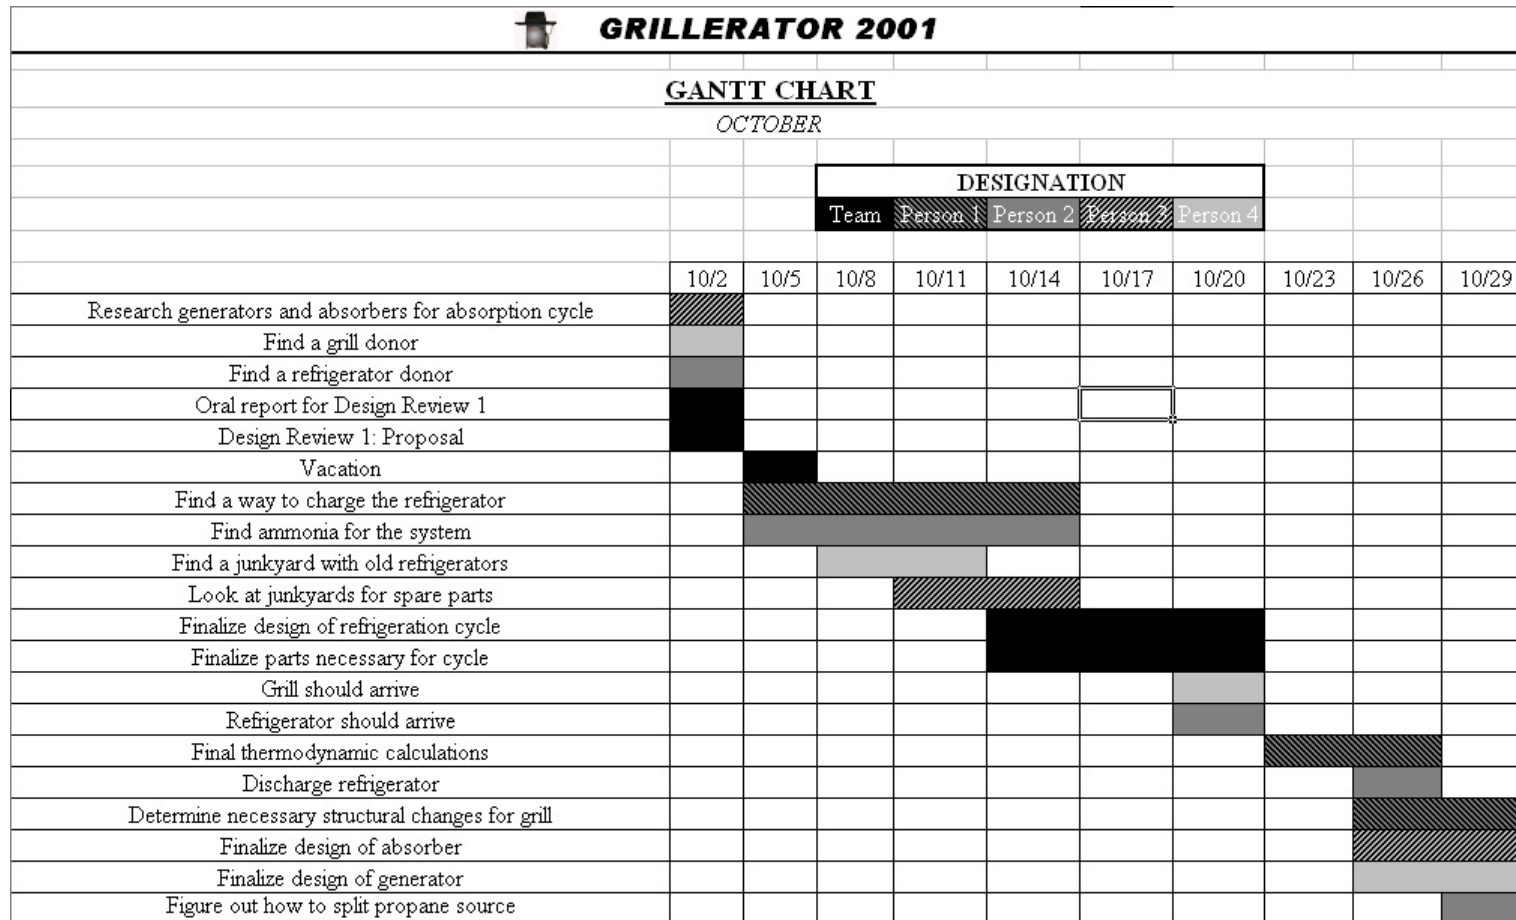 GRILLERATOR 2001
GANTT CHART
OCTOBER
DESIGNATION
Team Person 1 Person 2 Person 3 Person 4
10/2 10/5 10/8 10/11 10/14 10/17 10/20 10/23 10/26 10/29
Research generators and absorbers for absorption cycle
Find a grill donor
Find a refrigerator donor
Oral report for Design Review 1
Design Review 1: Proposal
Vacation
Find a way to charge the refrigerator
Find ammonia for the system
Find a junkyard with old refrigerators
Look at junkyards for spare parts
Finalize design of refrigeration cycle
Finalize parts necessary for cycle
Grill should arrive
Refrigerator should arrive
Final thermodynamic calculations
Discharge refrigerator
Determine necessary structural changes for grill
Finalize design of absorber
Finalize design of generator
Figure out how to split propane source